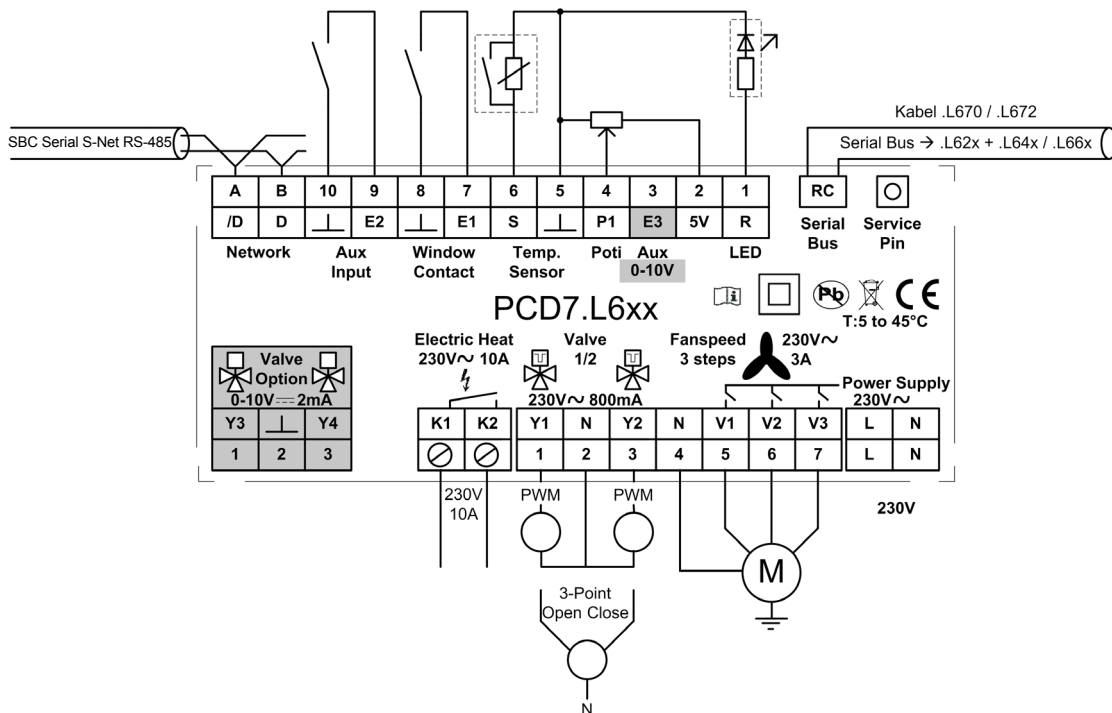 Kabel .L670 / .L672
SBC Serial S-Net RS-485
Serial Bus → .L62x + .L64x / .L66x
A B 10 9 8 7 6 5 4 3 2 1 RC
/D D ⊥ E2 ⊥ E1 S ⊥ P1 E3 5V R
Network Aux Input Window Contact Temp. Sensor Poti Aux 0-10V LED Serial Bus Service Pin
PCD7.L6xx
i
Pb
CE
T:5 to 45°C
Electric Heat
230V~ 10A
Valve
1/2
230V~ 800mA
Fanspeed
3 steps
230V~
3A
Power Supply
230V~
Valve
Option
0-10V⎓2mA
Y3 ⊥ Y4
1 2 3
K1 K2 Y1 N Y2 N V1 V2 V3 L N
1 2 3 4 5 6 7 L N
230V
10A
PWM PWM
230V
M
3-Point
Open Close
N